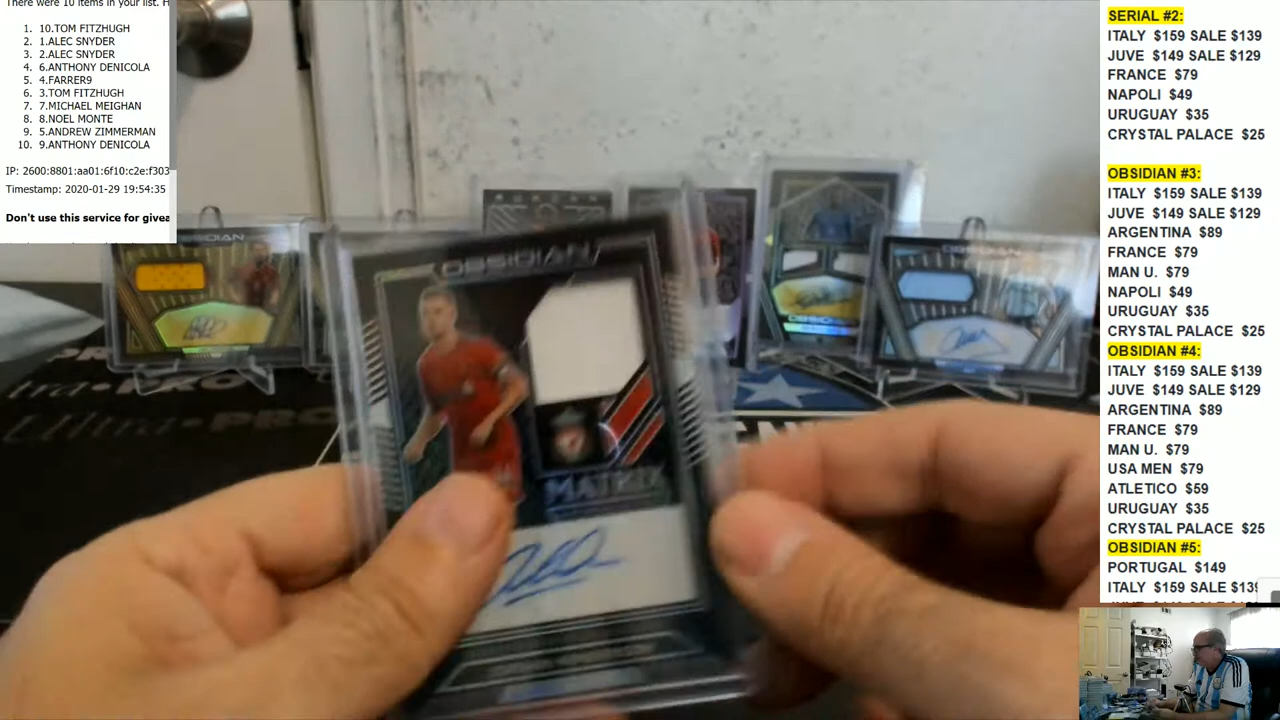 There were 10 items in your list. H
1. 10.TOM FITZHUGH
2. 1.ALEC SNYDER
3. 2.ALEC SNYDER
4. 6.ANTHONY DENICOLA
5. 4.FARRER9
6. 3.TOM FITZHUGH
7. 7.MICHAEL MEIGHAN
8. 8.NOEL MONTE
9. 5.ANDREW ZIMMERMAN
10. 9.ANTHONY DENICOLA
IP: 2600:8801:aa01:6f10:c2e:f303
Timestamp: 2020-01-29 19:54:35
Don't use this service for givea
OBSIDIAN
OBSIDIAN
OBSIDIAN
PRO
Ultra PRO
SERIAL #2:
ITALY $159 SALE $139
JUVE $149 SALE $129
FRANCE $79
NAPOLI $49
URUGUAY $35
CRYSTAL PALACE $25
OBSIDIAN #3:
ITALY $159 SALE $139
JUVE $149 SALE $129
ARGENTINA $89
FRANCE $79
MAN U. $79
NAPOLI $49
URUGUAY $35
CRYSTAL PALACE $25
OBSIDIAN #4:
ITALY $159 SALE $139
JUVE $149 SALE $129
ARGENTINA $89
FRANCE $79
MAN U. $79
USA MEN $79
ATLETICO $59
URUGUAY $35
CRYSTAL PALACE $25
OBSIDIAN #5:
PORTUGAL $149
ITALY $159 SALE $139